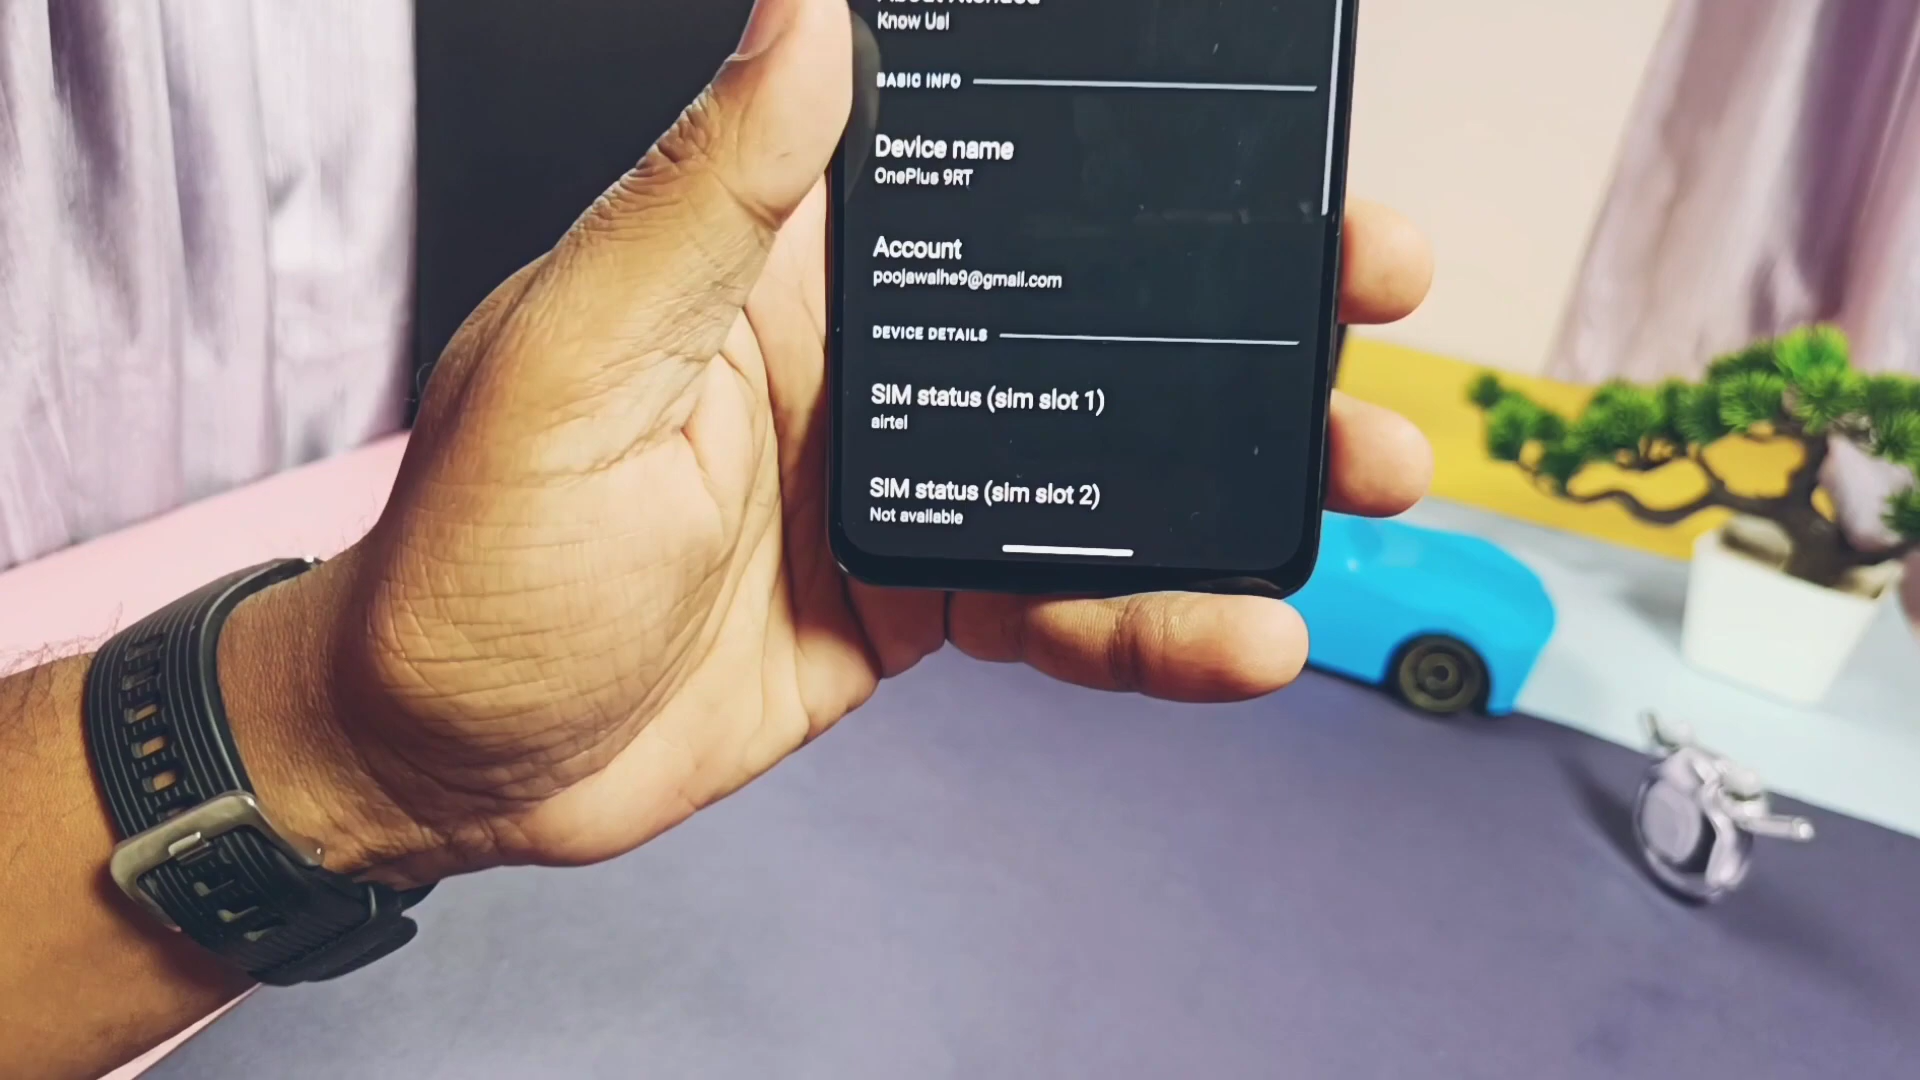 Know Us!
BASIC INFO
Device name
OnePlus 9RT
Account
poojawalhe9@gmail.com
DEVICE DETAILS
SIM status (sim slot 1)
airtel
SIM status (sim slot 2)
Not available